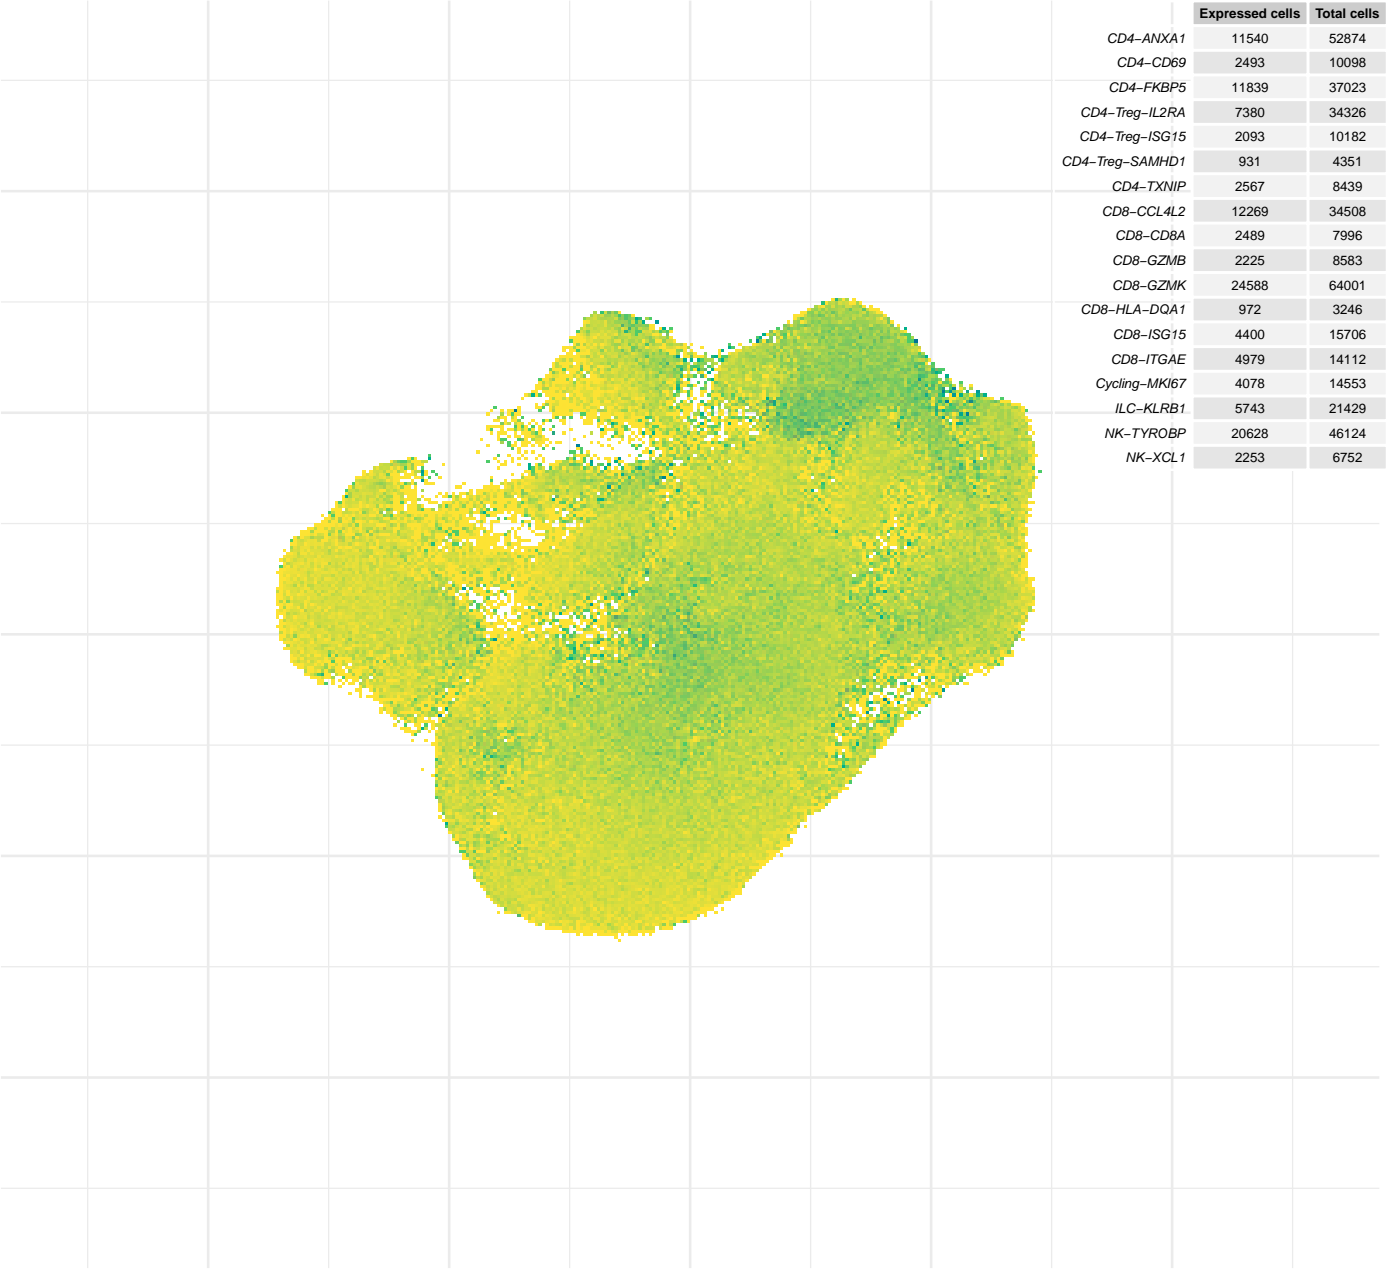 Expressed cells Total cells
CD4−ANXA1 11540 52874
CD4−CD69 2493 10098
CD4−FKBP5 11839 37023
CD4−Treg−IL2RA 7380 34326
CD4−Treg−ISG15 2093 10182
CD4−Treg−SAMHD1 931 4351
CD4−TXNIP 2567 8439
CD8−CCL4L2 12269 34508
CD8−CD8A 2489 7996
CD8−GZMB 2225 8583
CD8−GZMK 24588 64001
CD8−HLA−DQA1 972 3246
CD8−ISG15 4400 15706
CD8−ITGAE 4979 14112
Cycling−MKI67 4078 14553
ILC−KLRB1 5743 21429
NK−TYROBP 20628 46124
NK−XCL1 2253 6752